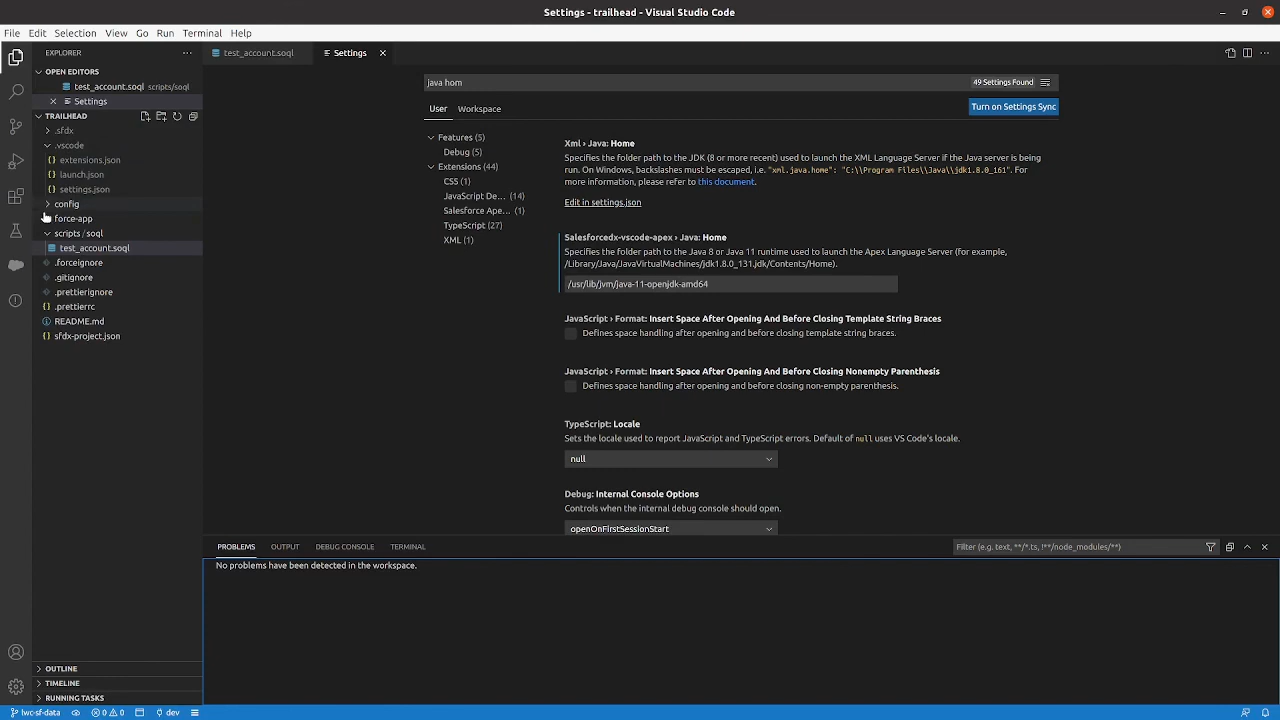 Settings - trailhead - Visual Studio Code
File Edit Selection View Go Run Terminal Help
EXPLORER
OPEN EDITORS
test_account.soql scripts/soql
Settings
TRAILHEAD
.sfdx
.vscode
extensions.json
launch.json
settings.json
config
force-app
scripts / soql
test_account.soql
.forceignore
.gitignore
.prettierignore
.prettierrc
README.md
sfdx-project.json
OUTLINE
TIMELINE
RUNNING TASKS
test_account.soql Settings
java hom 49 Settings Found
User Workspace Turn on Settings Sync
Features (5)
Debug (5)
Extensions (44)
CSS (1)
JavaScript De... (14)
Salesforce Ape... (1)
TypeScript (27)
XML (1)
Xml › Java: Home
Specifies the folder path to the JDK (8 or more recent) used to launch the XML Language Server if the Java server is being
run. On Windows, backslashes must be escaped, i.e. "xml.java.home": "C:\\Program Files\\Java\\jdk1.8.0_161". For
more information, please refer to this document.
Edit in settings.json
Salesforcedx-vscode-apex › Java: Home
Specifies the folder path to the Java 8 or Java 11 runtime used to launch the Apex Language Server (for example,
/Library/Java/JavaVirtualMachines/jdk1.8.0_131.jdk/Contents/Home).
/usr/lib/jvm/java-11-openjdk-amd64
JavaScript › Format: Insert Space After Opening And Before Closing Template String Braces
Defines space handling after opening and before closing template string braces.
JavaScript › Format: Insert Space After Opening And Before Closing Nonempty Parenthesis
Defines space handling after opening and before closing non-empty parenthesis.
TypeScript: Locale
Sets the locale used to report JavaScript and TypeScript errors. Default of null uses VS Code's locale.
null
Debug: Internal Console Options
Controls when the internal debug console should open.
openOnFirstSessionStart
PROBLEMS OUTPUT DEBUG CONSOLE TERMINAL Filter (e.g. text, **/*.ts, !**/node_modules/**)
No problems have been detected in the workspace.
lwc-sf-data 0 0 dev